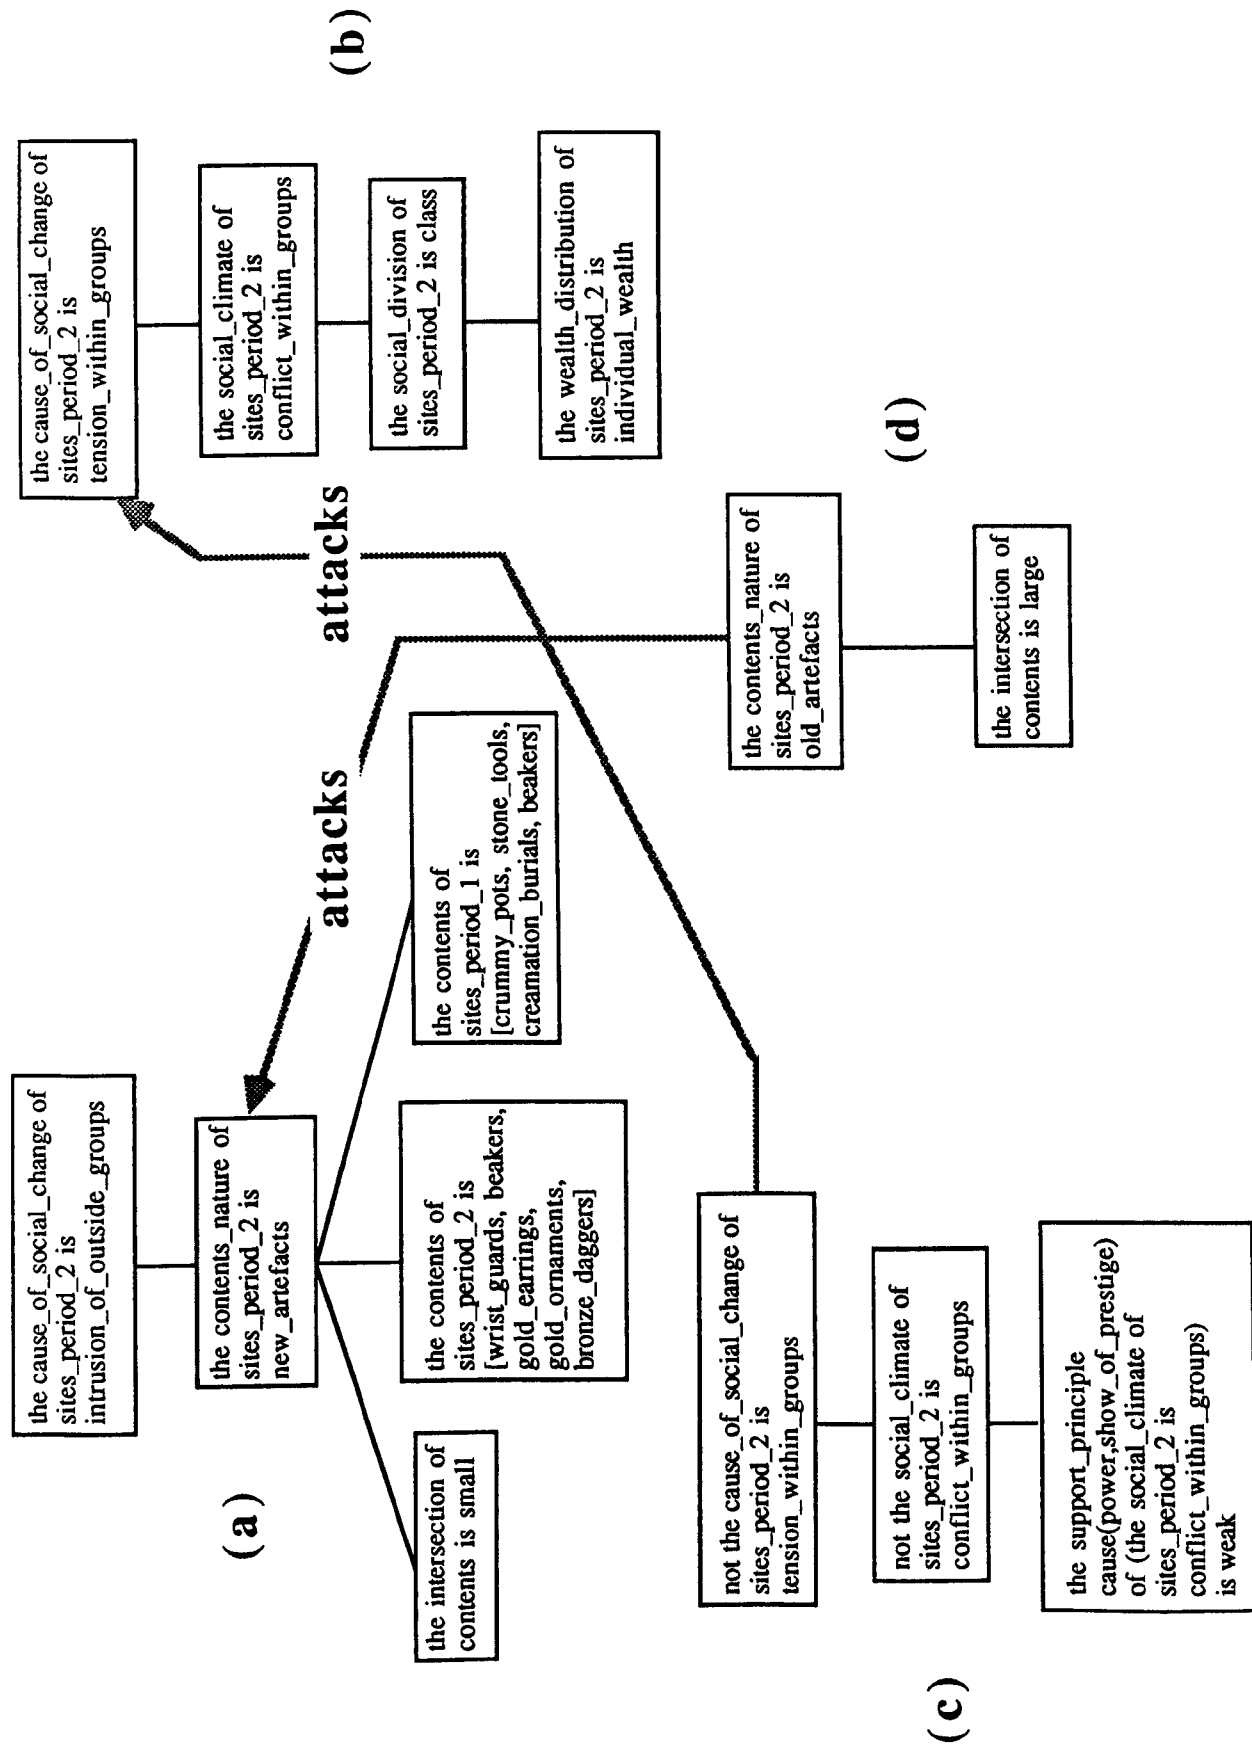 the cause_of_social_change of
sites_period_2 is
intrusion_of_outside_groups
the contents_nature of
sites_period_2 is
new_artefacts
(a)
the intersection of
contents is small
the contents of
sites_period_2 is
[wrist_guards, beakers,
gold_earrings,
gold_ornaments,
bronze_daggers]
the contents of
sites_period_1 is
[crummy_pots, stone_tools,
creamation_burials, beakers]
attacks
attacks
the cause_of_social_change of
sites_period_2 is
tension_within_groups
the social_climate of
sites_period_2 is
conflict_within_groups
the social_division of
sites_period_2 is class
the wealth_distribution of
sites_period_2 is
individual_wealth
(b)
not the cause_of_social_change of
sites_period_2 is
tension_within_groups
not the social_climate of
sites_period_2 is
conflict_within_groups
the support_principle
cause(power,show_of_prestige)
of (the social_climate of
sites_period_2 is
conflict_within_groups)
is weak
(c)
the contents_nature of
sites_period_2 is
old_artefacts
the intersection of
contents is large
(d)